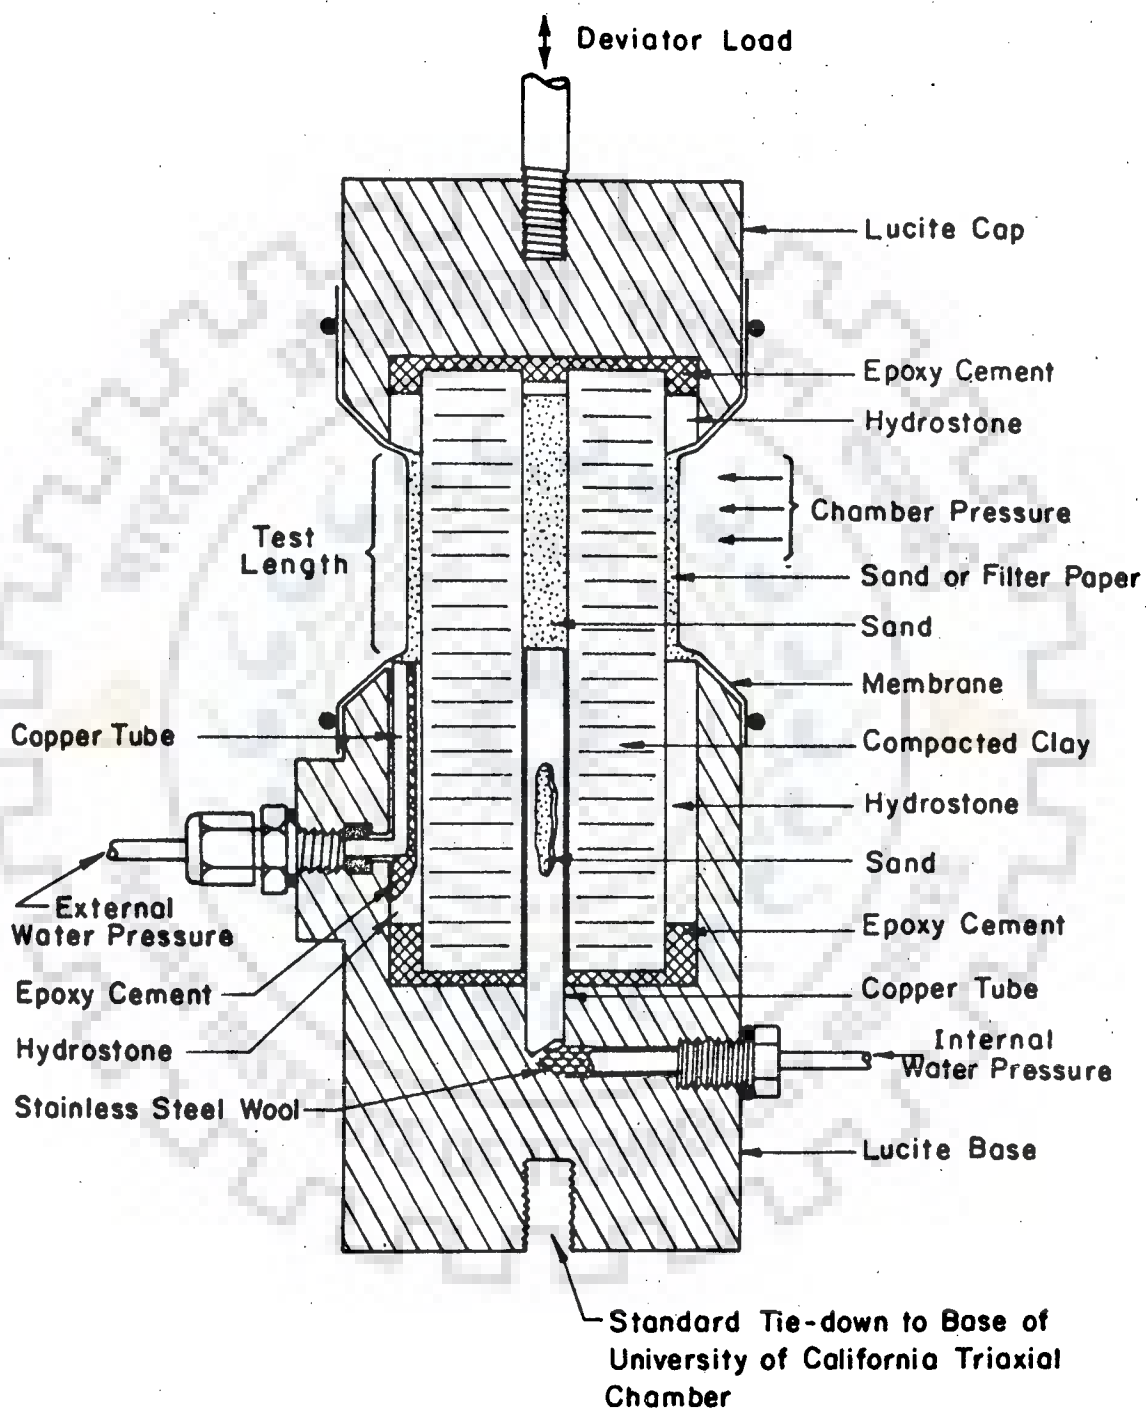 Deviator Load
Lucite Cap
Epoxy Cement
Hydrostone
Chamber Pressure
Test
Length
Sand or Filter Paper
Sand
Membrane
Copper Tube
Compacted Clay
Hydrostone
Sand
External
Water Pressure
Epoxy Cement
Epoxy Cement
Copper Tube
Hydrostone
Internal
Water Pressure
Stainless Steel Wool
Lucite Base
Standard Tie-down to Base of
University of California Triaxial
Chamber